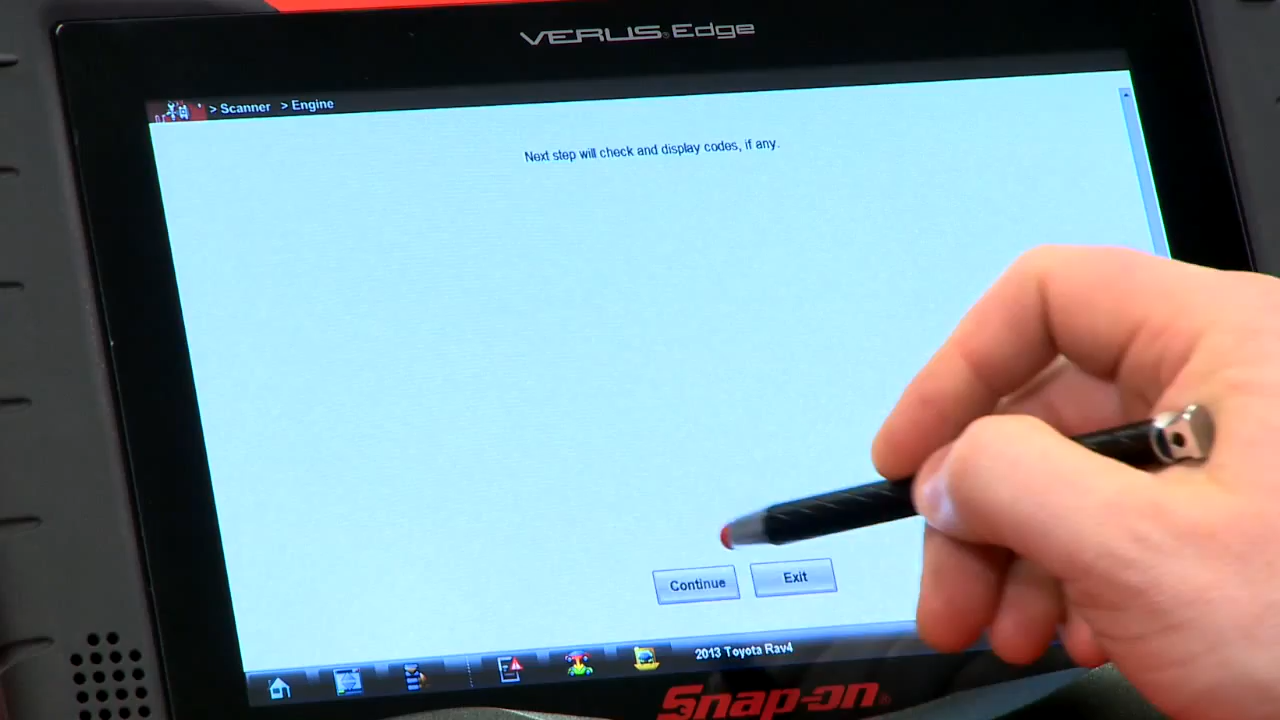 VERUS® Edge
> Scanner > Engine
Next step will check and display codes, if any.
Continue
Exit
2013 Toyota Rav4
Snap-on®